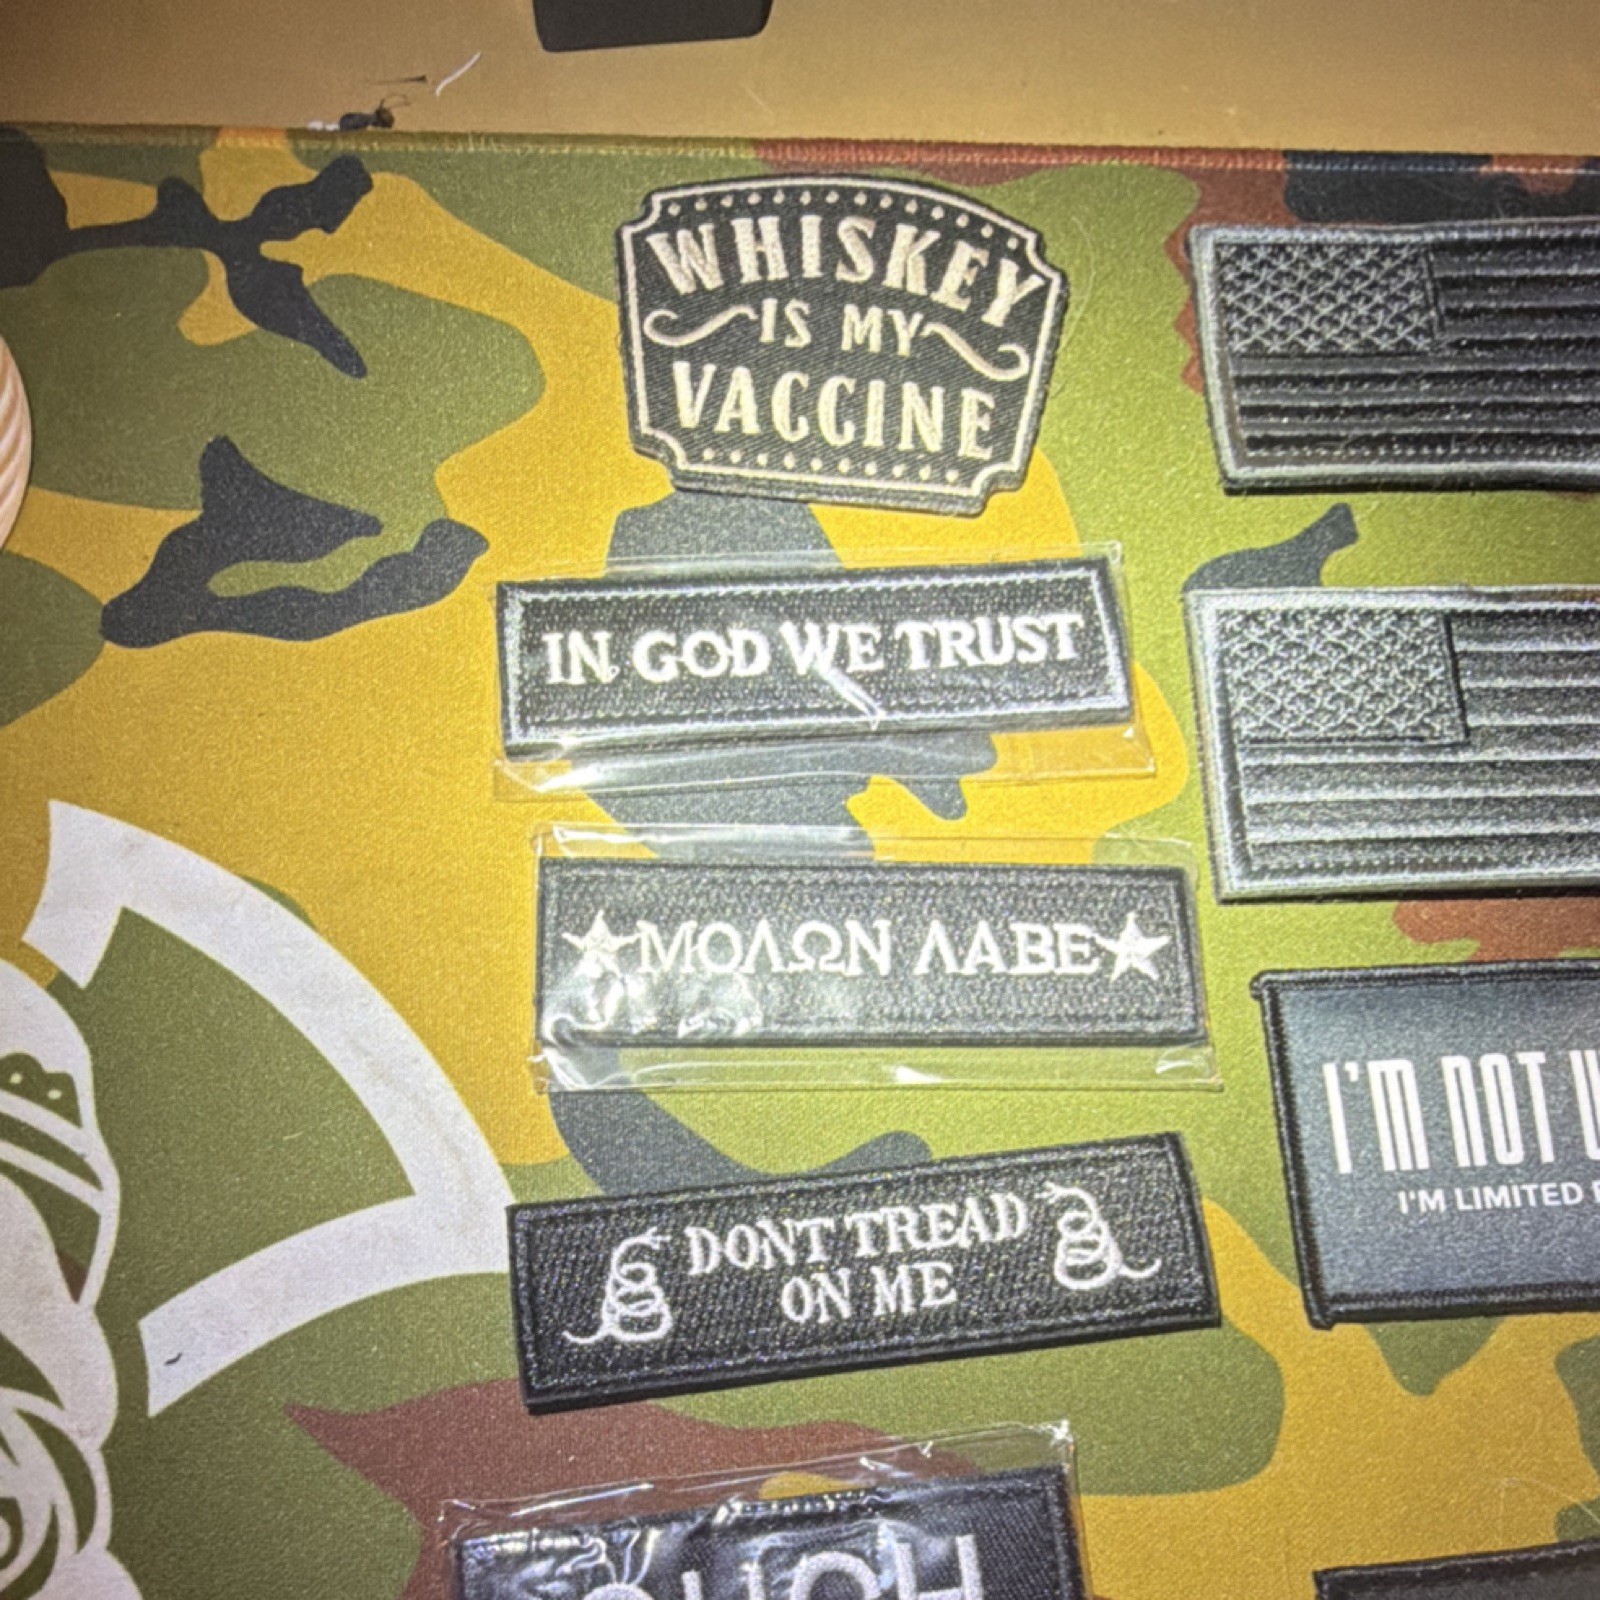 WHISKEY
IS MY
VACCINE
IN GOD WE TRUST
ΜΟΛΩΝ ΛΑΒΕ
I'M NOT
I'M LIMITED
DONT TREAD
ON ME